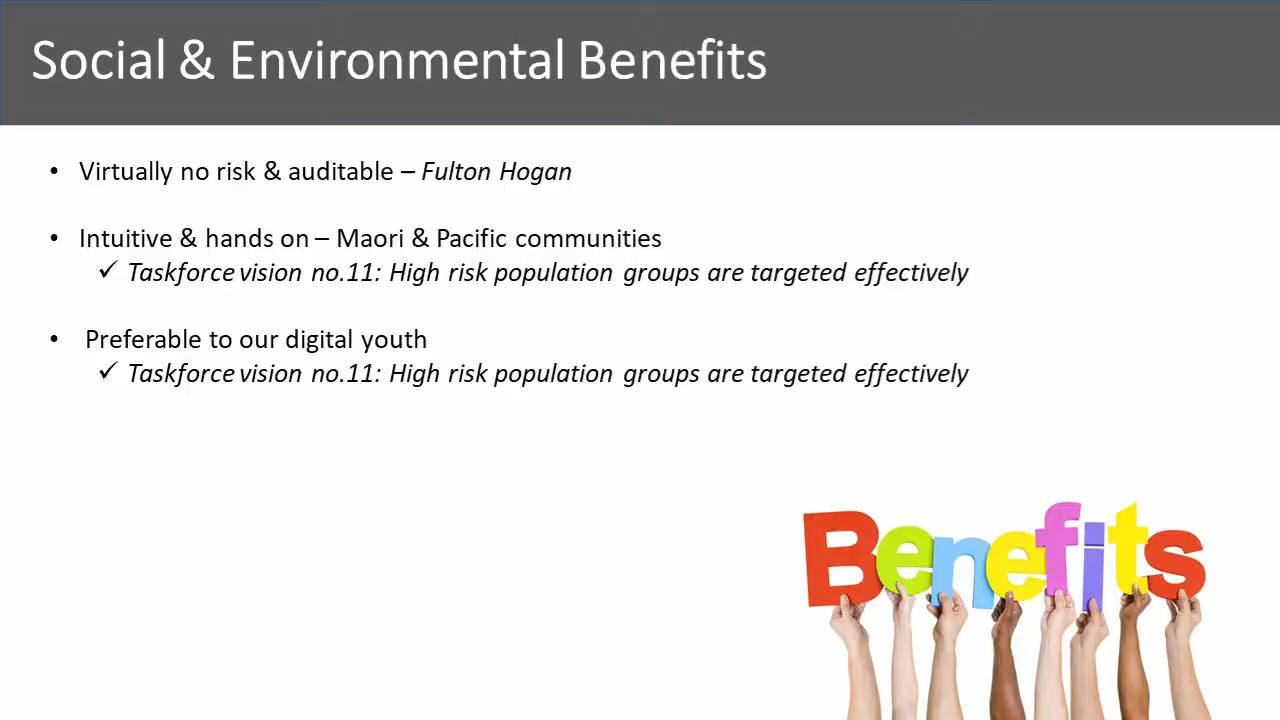 Social & Environmental Benefits
• Virtually no risk & auditable – Fulton Hogan
• Intuitive & hands on – Maori & Pacific communities
✓ Taskforce vision no.11: High risk population groups are targeted effectively
• Preferable to our digital youth
✓ Taskforce vision no.11: High risk population groups are targeted effectively
Benefits